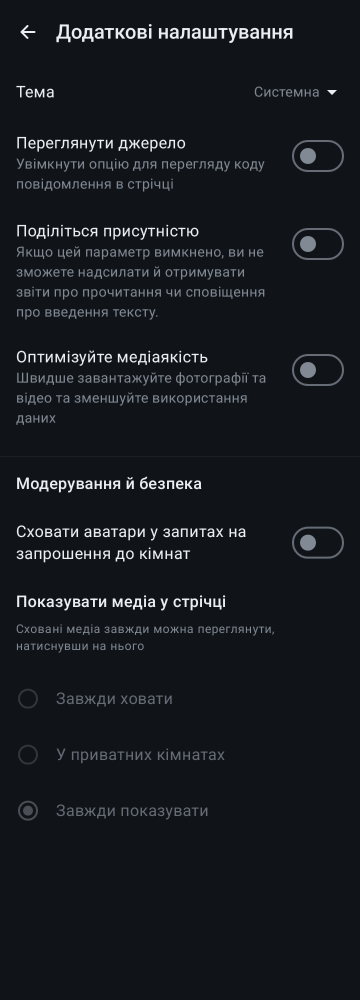 Додаткові налаштування
Тема
Системна
Переглянути джерело
Увімкнути опцію для перегляду коду
повідомлення в стрічці
Поділіться присутністю
Якщо цей параметр вимкнено, ви не
зможете надсилати й отримувати
звіти про прочитання чи сповіщення
про введення тексту.
Оптимізуйте медіаякість
Швидше завантажуйте фотографії та
відео та зменшуйте використання
даних
Модерування й безпека
Сховати аватари у запитах на
запрошення до кімнат
Показувати медіа у стрічці
Сховані медіа завжди можна переглянути,
натиснувши на нього
Завжди ховати
У приватних кімнатах
Завжди показувати